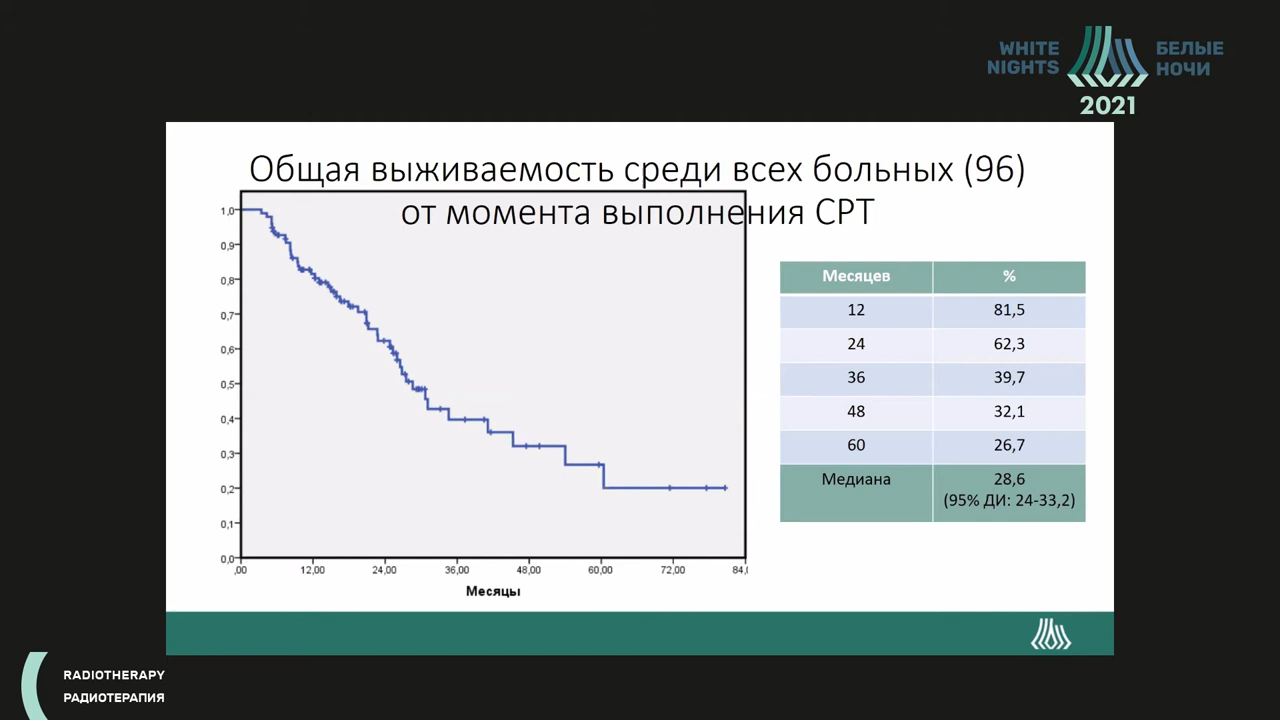 WHITE NIGHTS
БЕЛЫЕ НОЧИ
2021
Общая выживаемость среди всех больных (96)
от момента выполнения СРТ
1,0
0,9
0,8
0,7
0,6
0,5
0,4
0,3
0,2
0,1
0,0
,00 12,00 24,00 36,00 48,00 60,00 72,00 84,
Месяцы
Месяцев %
12 81,5
24 62,3
36 39,7
48 32,1
60 26,7
Медиана 28,6
(95% ДИ: 24-33,2)
RADIOTHERAPY
РАДИОТЕРАПИЯ